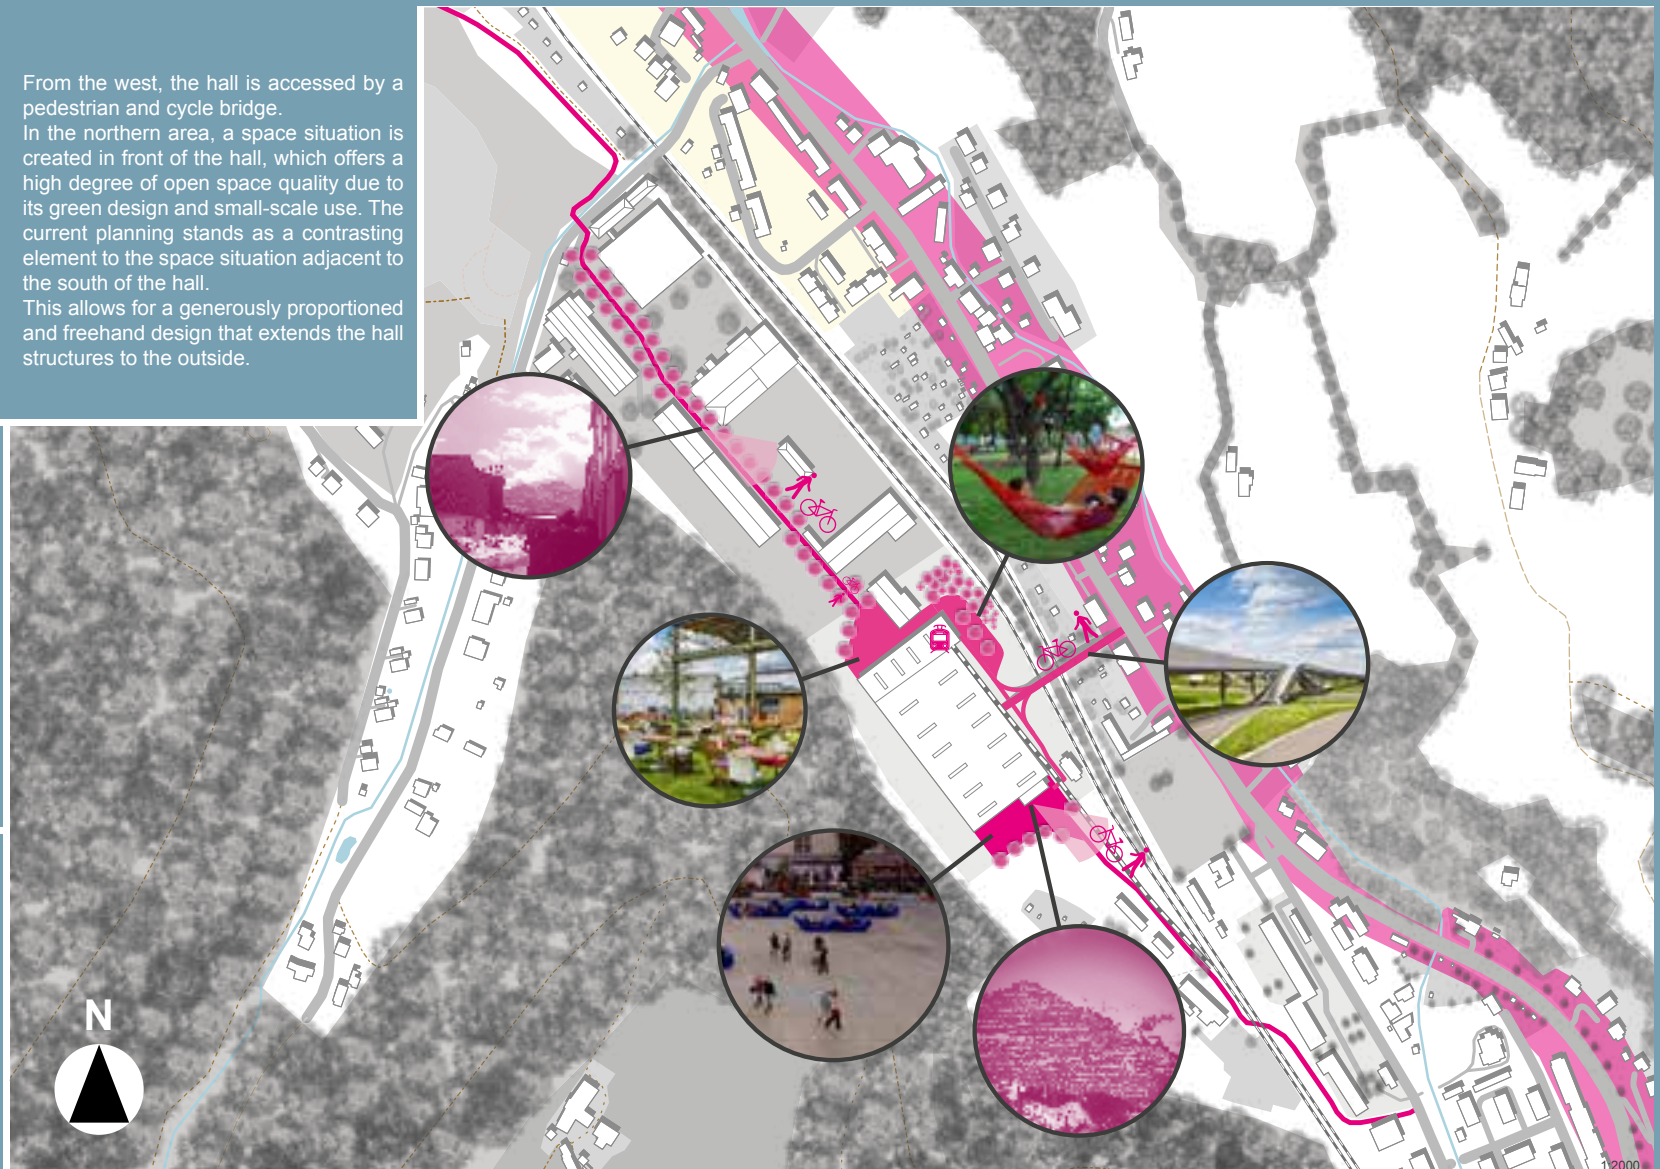 From the west, the hall is accessed by a
pedestrian and cycle bridge.
In the northern area, a space situation is
created in front of the hall, which offers a
high degree of open space quality due to
its green design and small-scale use. The
current planning stands as a contrasting
element to the space situation adjacent to
the south of the hall.
This allows for a generously proportioned
and freehand design that extends the hall
structures to the outside.
N
1:2000